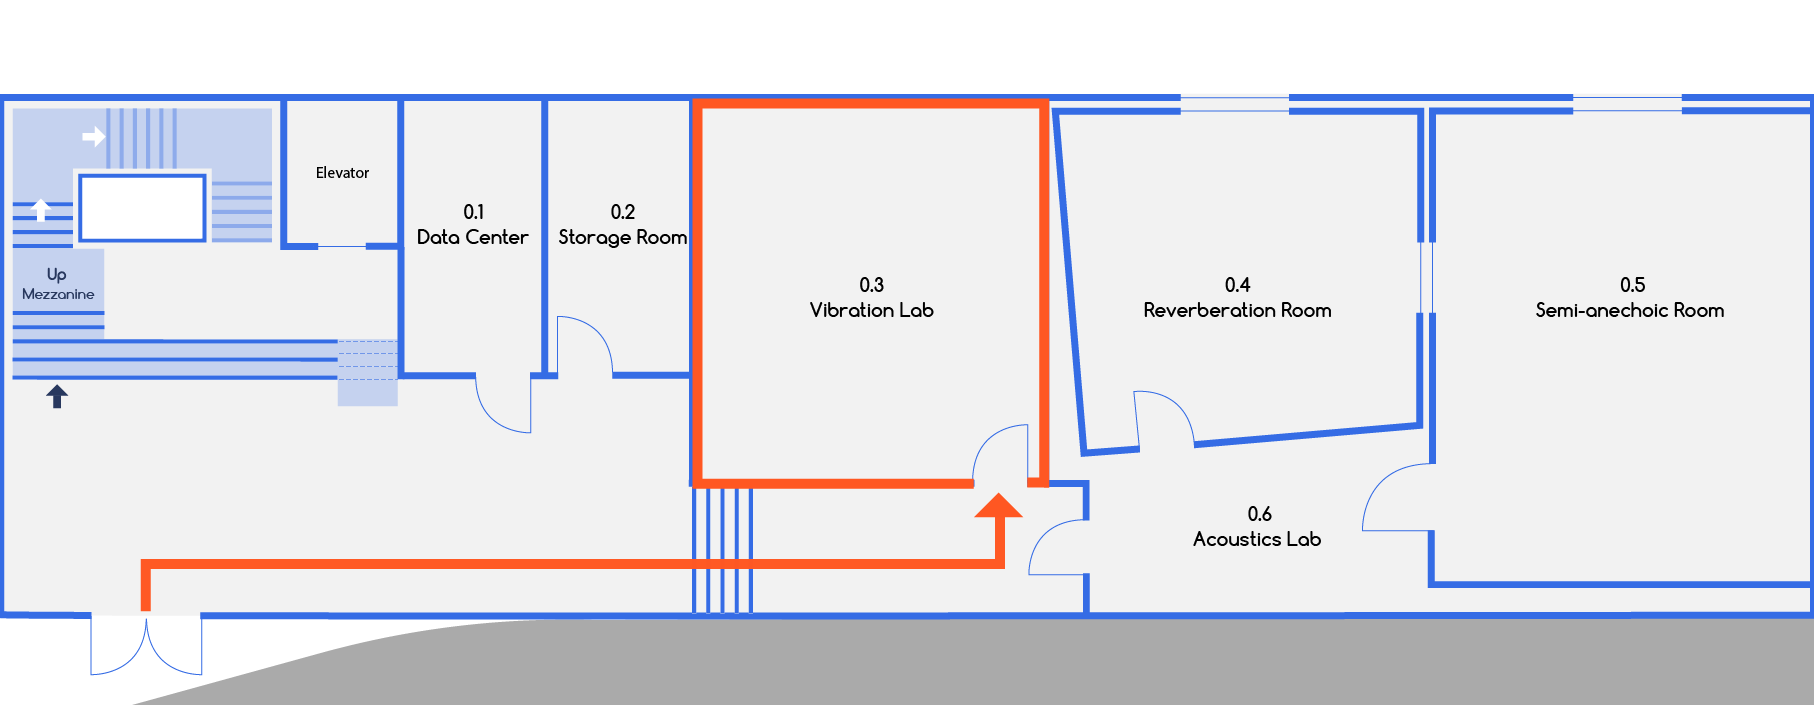 Elevator
0.1
Data Center
0.2
Storage Room
Up
Mezzanine
0.3
Vibration Lab
0.4
Reverberation Room
0.5
Semi-anechoic Room
0.6
Acoustics Lab